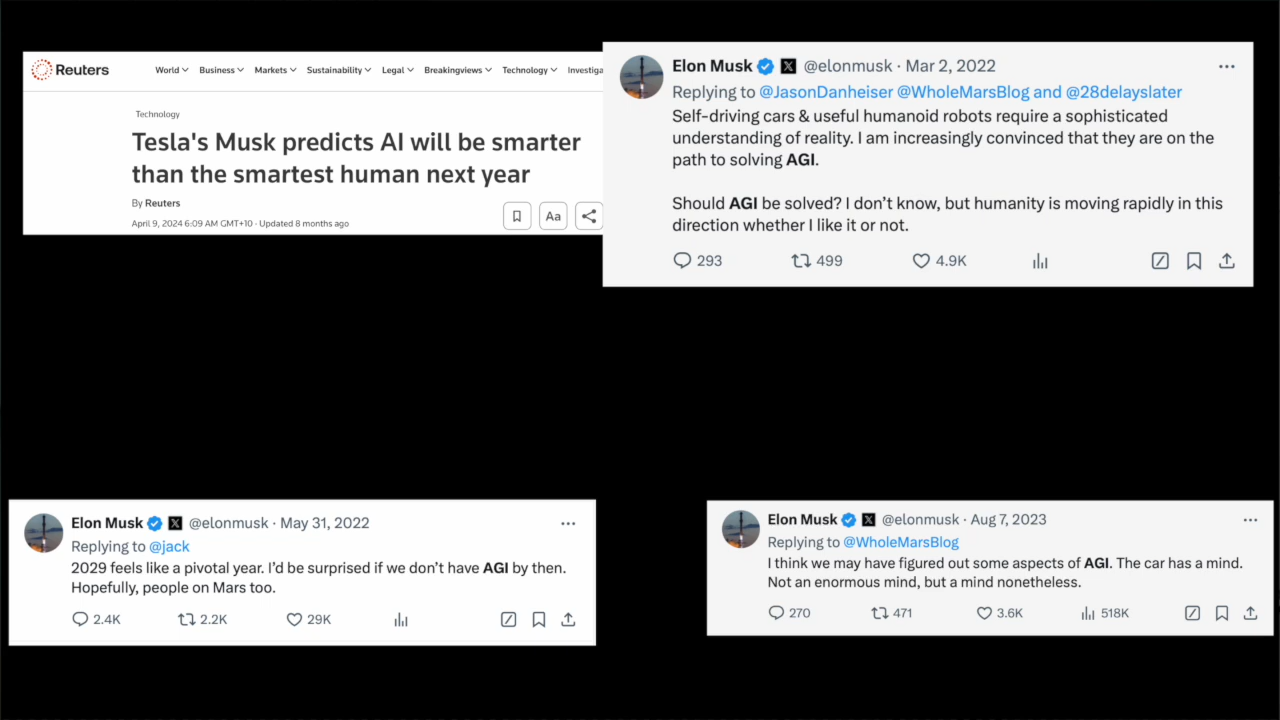 Reuters
World Business Markets Sustainability Legal Breakingviews Technology Investiga
Technology
Tesla's Musk predicts AI will be smarter
than the smartest human next year
By Reuters
April 9, 2024 6:09 AM GMT+10 · Updated 8 months ago
Aa
Elon Musk @elonmusk · Mar 2, 2022
Replying to @JasonDanheiser @WholeMarsBlog and @28delayslater
Self-driving cars & useful humanoid robots require a sophisticated
understanding of reality. I am increasingly convinced that they are on the
path to solving AGI.
Should AGI be solved? I don’t know, but humanity is moving rapidly in this
direction whether I like it or not.
293 499 4.9K
Elon Musk @elonmusk · May 31, 2022
Replying to @jack
2029 feels like a pivotal year. I’d be surprised if we don’t have AGI by then.
Hopefully, people on Mars too.
2.4K 2.2K 29K
Elon Musk @elonmusk · Aug 7, 2023
Replying to @WholeMarsBlog
I think we may have figured out some aspects of AGI. The car has a mind.
Not an enormous mind, but a mind nonetheless.
270 471 3.6K 518K